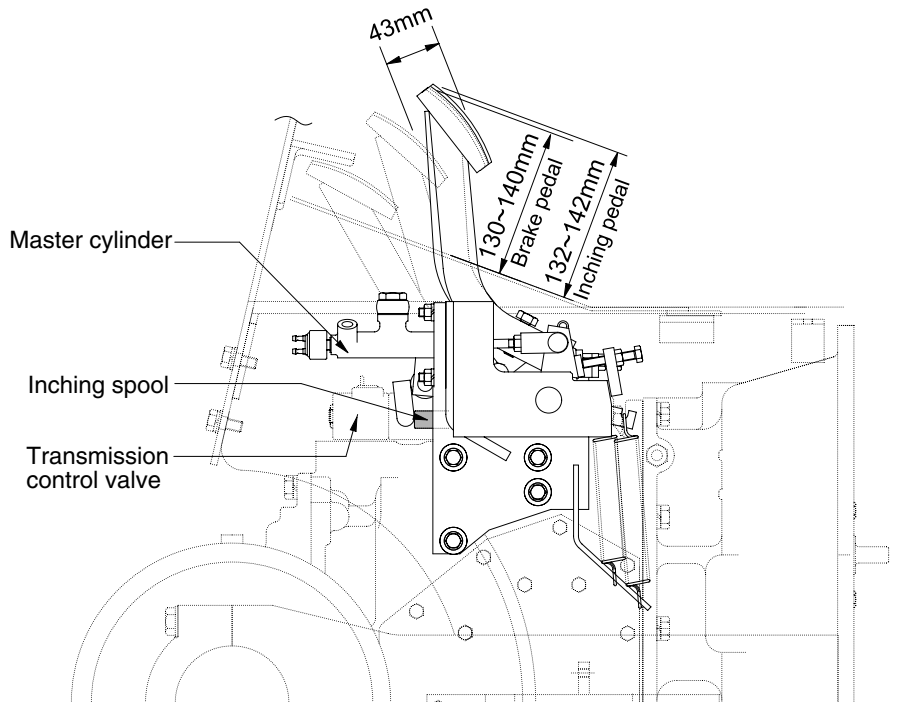 43mm
130~140mm
Brake pedal
132~142mm
Inching pedal
Master cylinder
Inching spool
Transmission
control valve